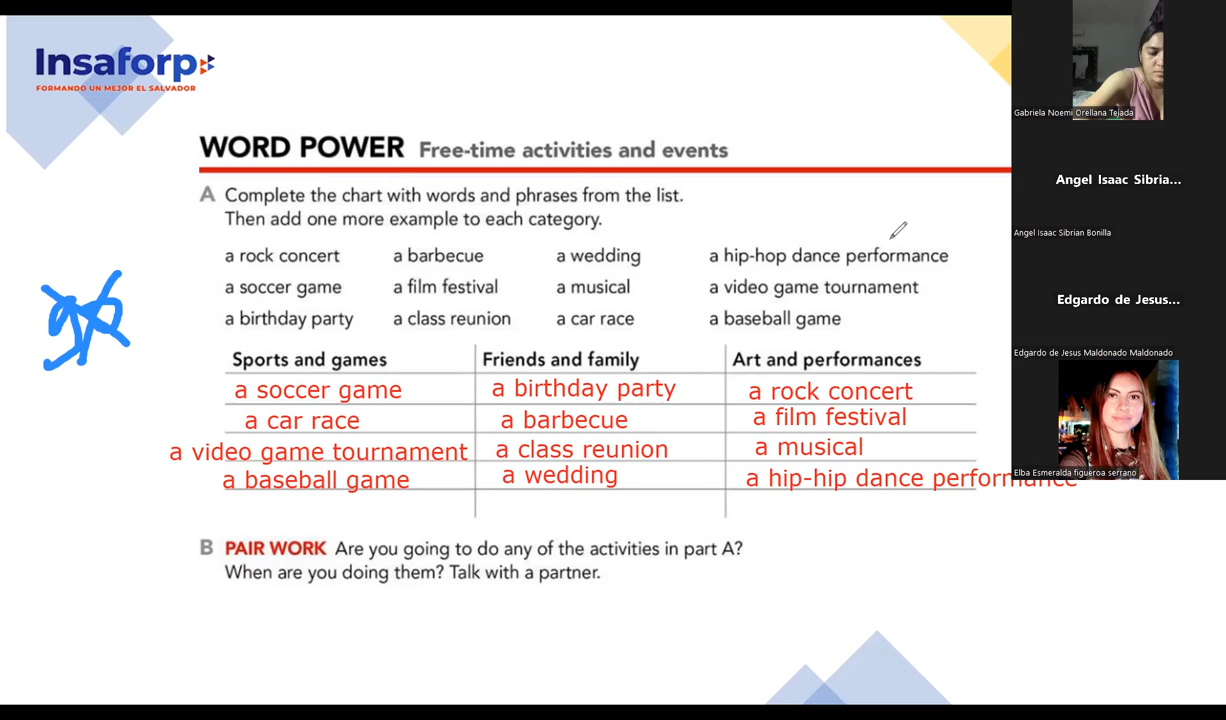 Insaforp
FORMANDO UN MEJOR EL SALVADOR
WORD POWER Free-time activities and events
A Complete the chart with words and phrases from the list.
Then add one more example to each category.
a rock concert a barbecue a wedding a hip-hop dance performance
a soccer game a film festival a musical a video game tournament
a birthday party a class reunion a car race a baseball game
Sports and games Friends and family Art and performances
a soccer game a birthday party a rock concert
a car race a barbecue a film festival
a video game tournament a class reunion a musical
a baseball game a wedding a hip-hip dance performance
B PAIR WORK Are you going to do any of the activities in part A?
When are you doing them? Talk with a partner.
Gabriela Noemi Orellana Tejada
Angel Isaac Sibria...
Angel Isaac Sibrian Bonilla
Edgardo de Jesus...
Edgardo de Jesus Maldonado Maldonado
Elba Esmeralda figueroa serrano